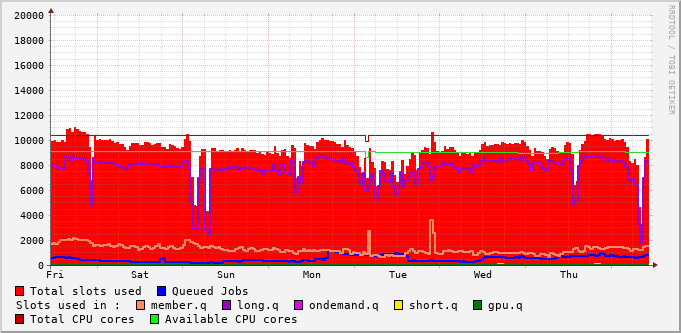 20000
18000
16000
14000
12000
10000
8000
6000
4000
2000
0
Fri Sat Sun Mon Tue Wed Thu
Total slots used Queued Jobs
Slots used in : member.q long.q ondemand.q short.q gpu.q
Total CPU cores Available CPU cores
RRDTOOL / TOBI OETIKER